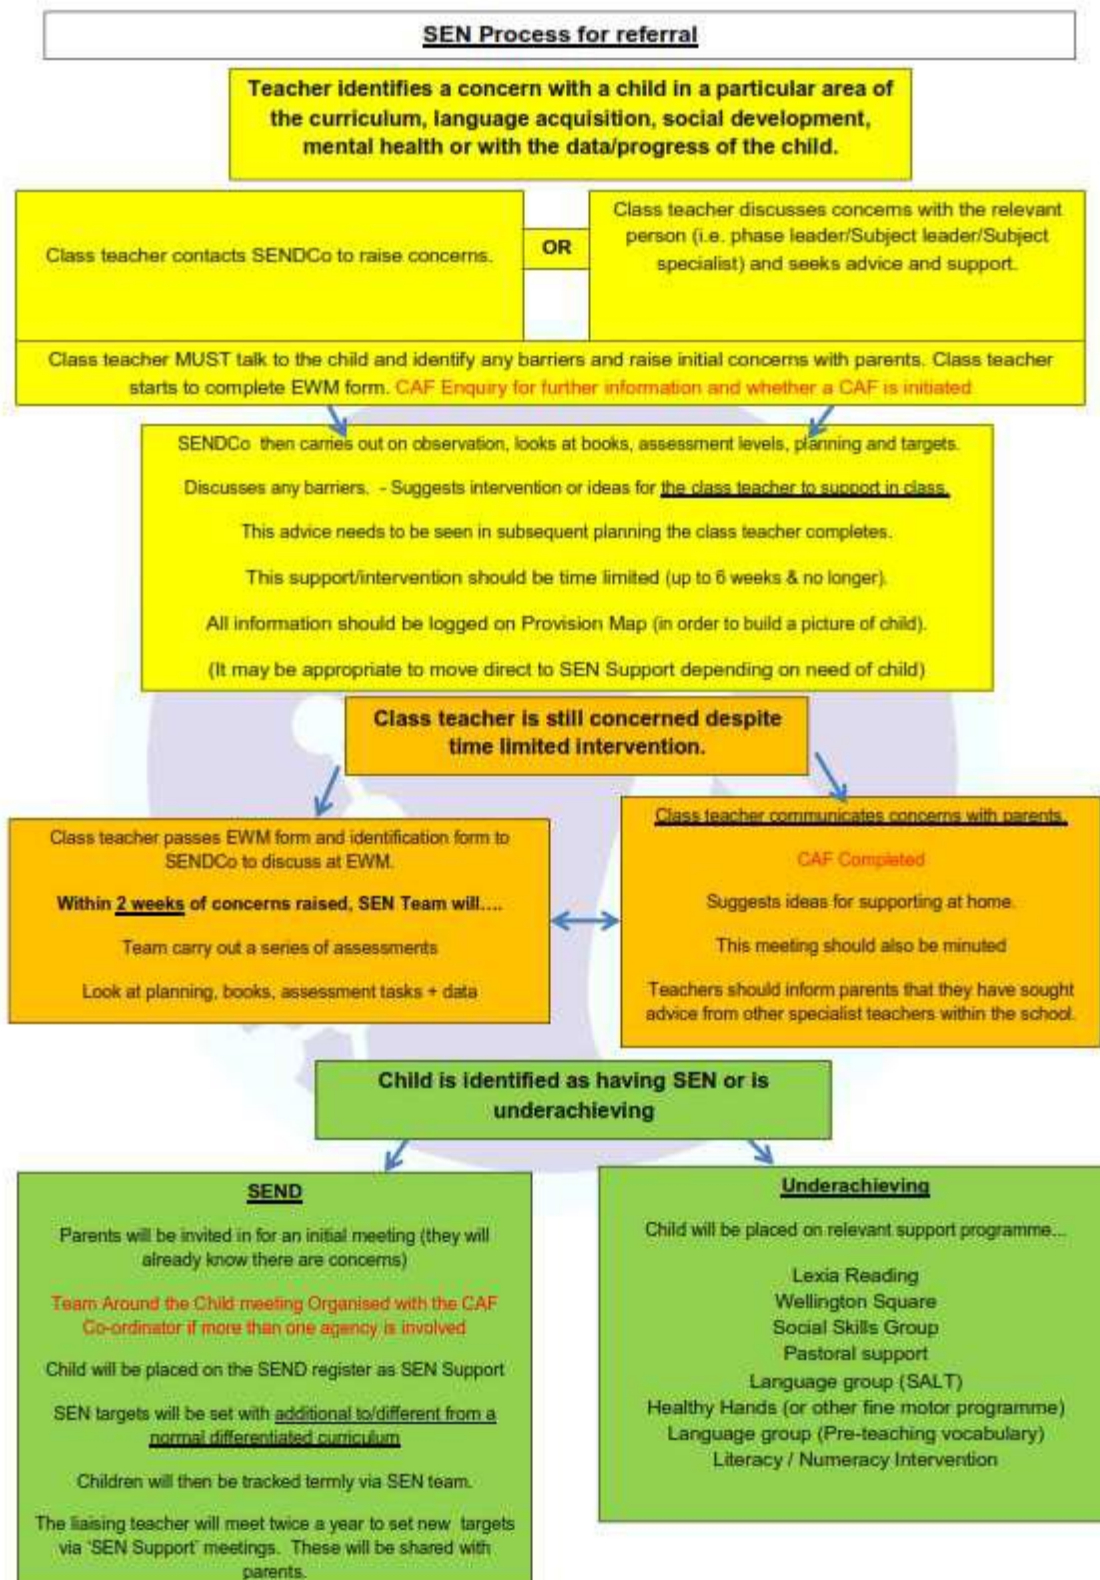 SEN Process for referral
Teacher identifies a concern with a child in a particular area of
the curriculum, language acquisition, social development,
mental health or with the data/progress of the child.
Class teacher contacts SENDCo to raise concerns.
OR
Class teacher discusses concerns with the relevant
person (i.e. phase leader/Subject leader/Subject
specialist) and seeks advice and support.
Class teacher MUST talk to the child and identify any barriers and raise initial concerns with parents. Class teacher
starts to complete EWM form. CAF Enquiry for further information and whether a CAF is initiated
SENDCo then carries out on observation, looks at books, assessment levels, planning and targets.
Discusses any barriers. - Suggests intervention or ideas for the class teacher to support in class.
This advice needs to be seen in subsequent planning the class teacher completes.
This support/intervention should be time limited (up to 6 weeks & no longer).
All information should be logged on Provision Map (in order to build a picture of child).
(It may be appropriate to move direct to SEN Support depending on need of child)
Class teacher is still concerned despite
time limited intervention.
Class teacher passes EWM form and identification form to
SENDCo to discuss at EWM.
Within 2 weeks of concerns raised, SEN Team will....
Team carry out a series of assessments
Look at planning, books, assessment tasks + data
Class teacher communicates concerns with parents.
CAF Completed
Suggests ideas for supporting at home.
This meeting should also be minuted
Teachers should inform parents that they have sought
advice from other specialist teachers within the school.
Child is identified as having SEN or is
underachieving
SEND
Parents will be invited in for an initial meeting (they will
already know there are concerns)
Team Around the Child meeting Organised with the CAF
Co-ordinator if more than one agency is involved
Child will be placed on the SEND register as SEN Support
SEN targets will be set with additional to/different from a
normal differentiated curriculum
Children will then be tracked termly via SEN team.
The liaising teacher will meet twice a year to set new targets
via 'SEN Support' meetings. These will be shared with
parents.
Underachieving
Child will be placed on relevant support programme...
Lexia Reading
Wellington Square
Social Skills Group
Pastoral support
Language group (SALT)
Healthy Hands (or other fine motor programme)
Language group (Pre-teaching vocabulary)
Literacy / Numeracy Intervention